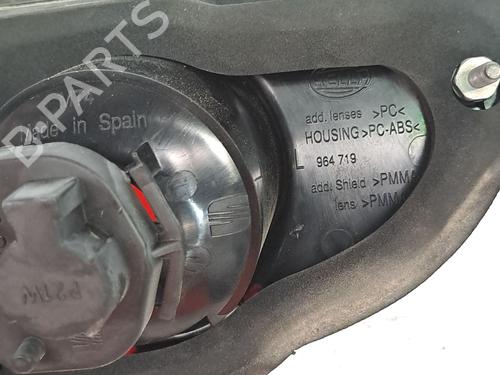 B-PARTS
HELLA
add. lenses >PC<
HOUSING >PC-ABS<
Made in Spain
L 964 719
add. Shield >PMMA
lens >PMMA